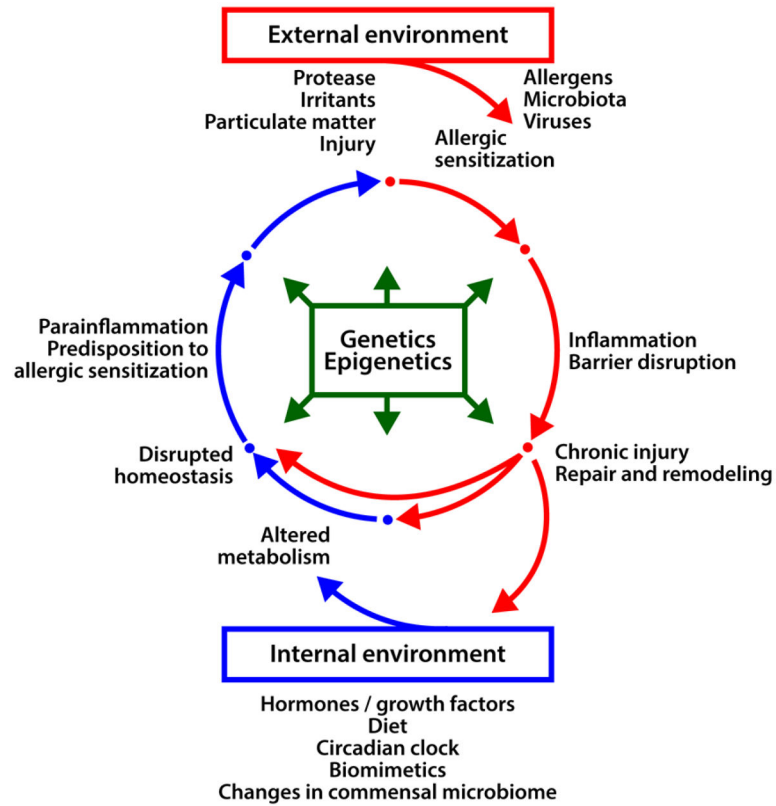 External environment
Protease
Irritants
Particulate matter
Injury
Allergens
Microbiota
Viruses
Allergic
sensitization
Genetics
Epigenetics
Parainflammation
Predisposition to
allergic sensitization
Inflammation
Barrier disruption
Disrupted
homeostasis
Chronic injury
Repair and remodeling
Altered
metabolism
Internal environment
Hormones / growth factors
Diet
Circadian clock
Biomimetics
Changes in commensal microbiome